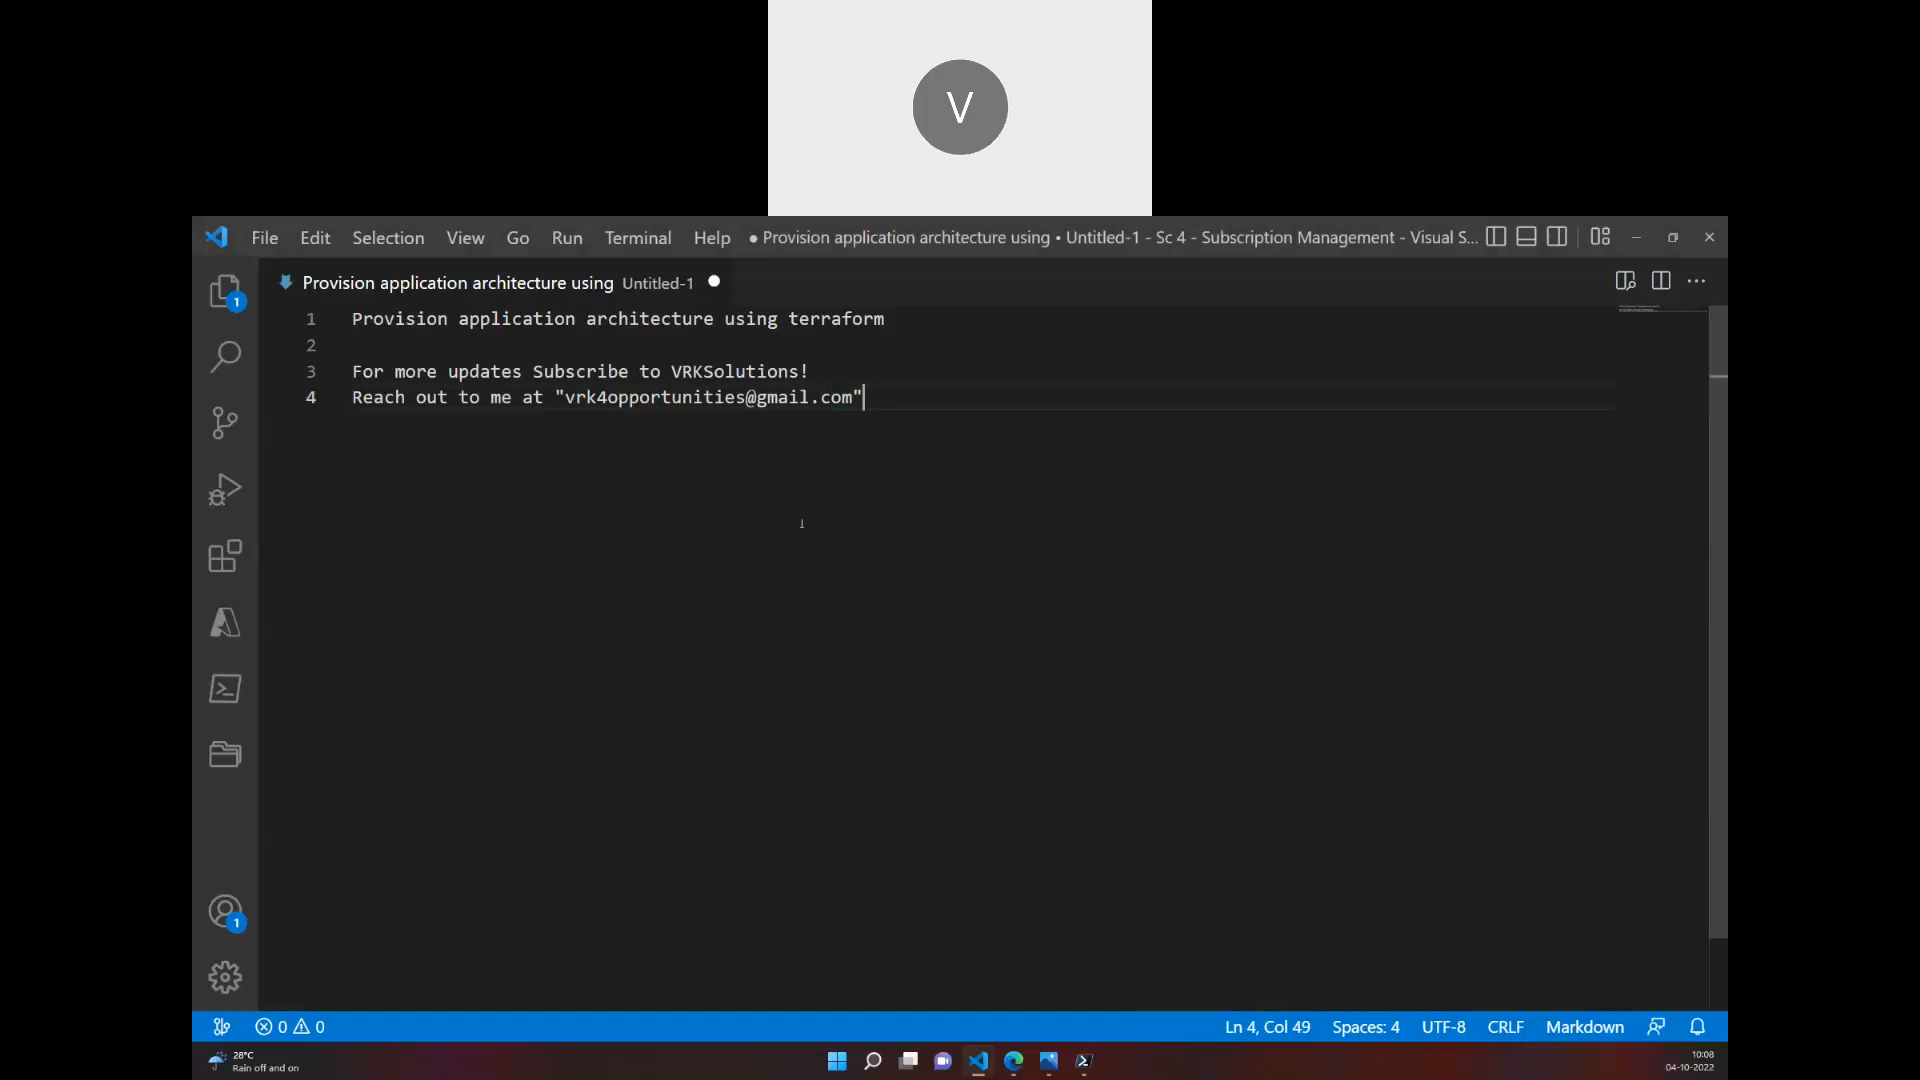 V
File Edit Selection View Go Run Terminal Help ● Provision application architecture using • Untitled-1 - Sc 4 - Subscription Management - Visual S...
Provision application architecture using Untitled-1
1 Provision application architecture using terraform
2
3 For more updates Subscribe to VRKSolutions!
4 Reach out to me at "vrk4opportunities@gmail.com"
1
1
0 0 Ln 4, Col 49 Spaces: 4 UTF-8 CRLF Markdown
28°C
Rain off and on
10:08
04-10-2022